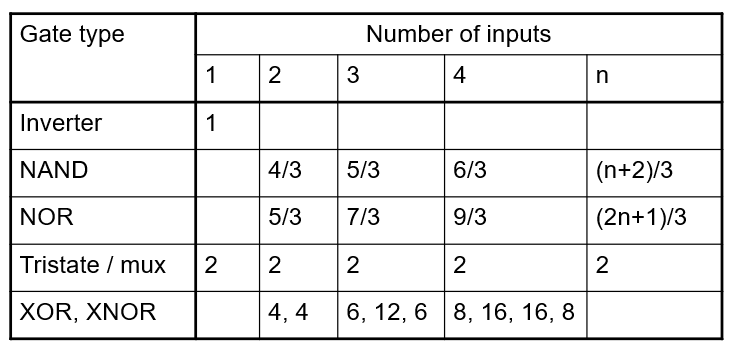 Gate type Number of inputs
1 2 3 4 n
Inverter 1
NAND 4/3 5/3 6/3 (n+2)/3
NOR 5/3 7/3 9/3 (2n+1)/3
Tristate / mux 2 2 2 2 2
XOR, XNOR 4, 4 6, 12, 6 8, 16, 16, 8